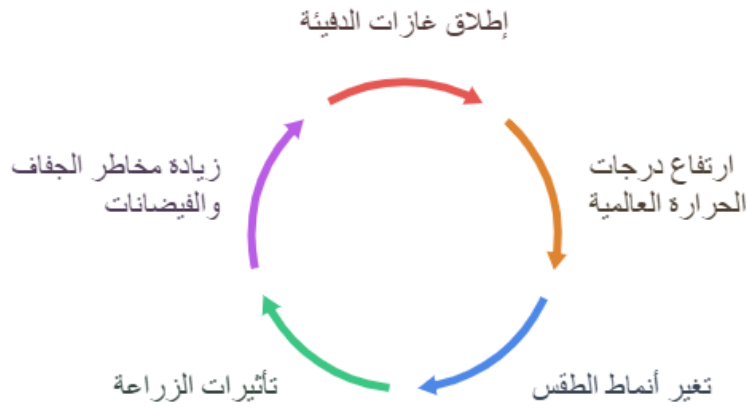 إطلاق غازات الدفيئة
ارتفاع درجات
الحرارة العالمية
تغير أنماط الطقس
تأثيرات الزراعة
زيادة مخاطر الجفاف
والفيضانات